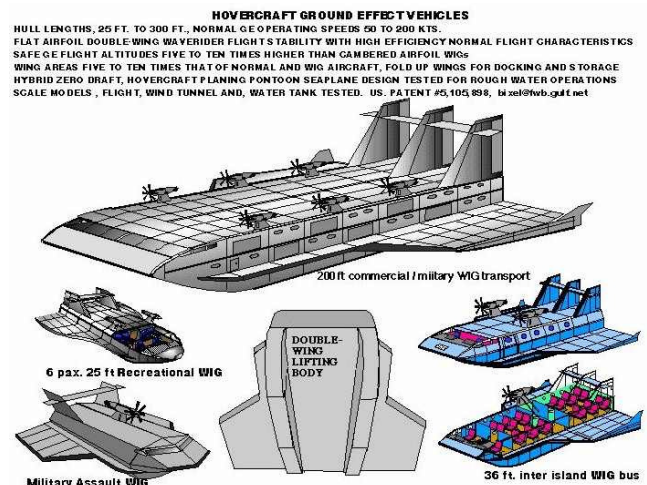 HOVERCRAFT GROUND EFFECT VEHICLES
HULL LENGTHS, 25 FT. TO 300 FT., NORMAL GE OPERATING SPEEDS 50 TO 200 KTS.
FLAT AIRFOIL DOUBLE-WING WAVERIDER FLIGHT STABILITY WITH HIGH EFFICIENCY NORMAL FLIGHT CHARACTERISTICS
SAFE GE FLIGHT ALTITUDES FIVE TO TEN TIMES HIGHER THAN CAMBERED AIRFOIL WIGs
WING AREAS FIVE TO TEN TIMES THAT OF NORMAL AND WIG AIRCRAFT, FOLD UP WINGS FOR DOCKING AND STORAGE
HYBRID ZERO DRAFT, HOVERCRAFT PLANING PONTOON SEAPLANE DESIGN TESTED FOR ROUGH WATER OPERATIONS
SCALE MODELS , FLIGHT, WIND TUNNEL AND, WATER TANK TESTED. US. PATENT #5,105,898, bixel@fwb.gulf.net
200 ft commercial / miitary WIG transport
6 pax. 25 ft Recreational WIG
DOUBLE-
WING
LIFTING
BODY
Military Assault WIG
36 ft. inter island WIG bus